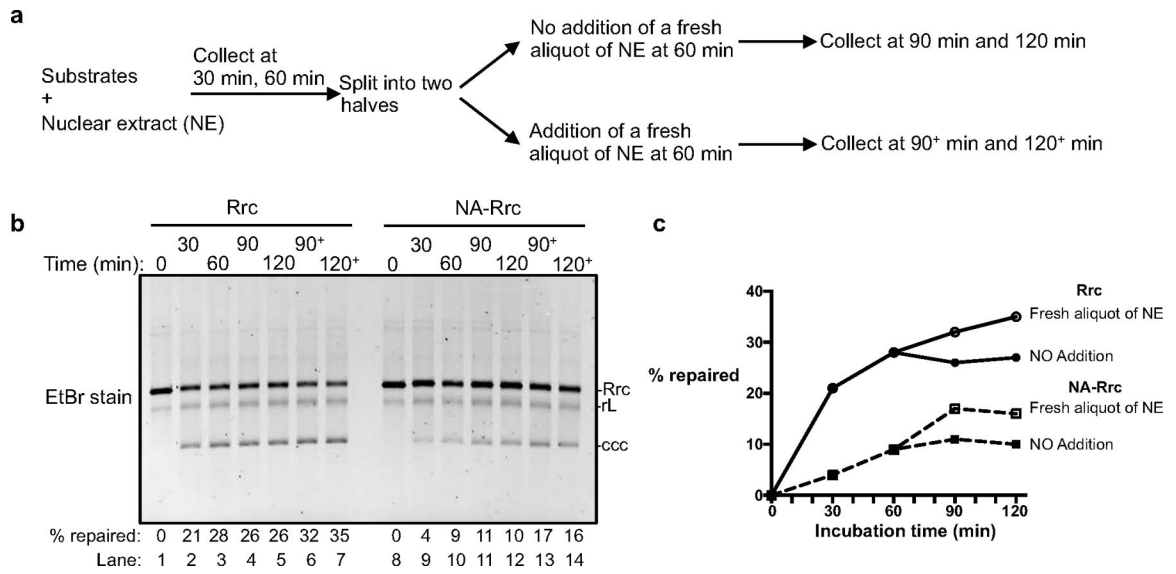 a
Substrates
+
Nuclear extract (NE)
Collect at
30 min, 60 min
Split into two
halves
No addition of a fresh
aliquot of NE at 60 min
Collect at 90 min and 120 min
Addition of a fresh
aliquot of NE at 60 min
Collect at 90⁺ min and 120⁺ min
b
Rrc NA-Rrc
30 90 90⁺ 30 90 90⁺
Time (min): 0 60 120 120⁺ 0 60 120 120⁺
EtBr stain
-Rrc
-rL
-ccc
% repaired: 0 21 28 26 26 32 35 0 4 9 11 10 17 16
Lane: 1 2 3 4 5 6 7 8 9 10 11 12 13 14
c
% repaired
40
30
20
10
0
0 30 60 90 120
Incubation time (min)
Rrc
Fresh aliquot of NE
NO Addition
NA-Rrc
Fresh aliquot of NE
NO Addition